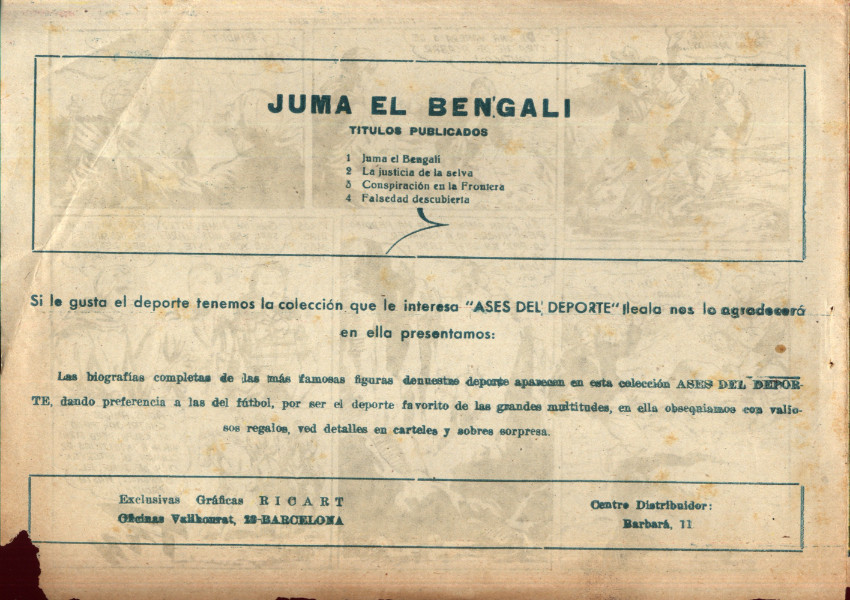 JUMA EL BENGALI
TITULOS PUBLICADOS
1 Juma el Bengali
2 La justicia de la selva
3 Conspiración en la Frontera
4 Falsedad descubierta
Si le gusta el deporte tenemos la colección que le interesa "ASES DEL DEPORTE" ¡leala nos lo agradecerá
en ella presentamos:
Las biografías completas de las más famosas figuras denuestro deporte aparecen en esta colección ASES DEL DEPOR-
TE, dando preferencia a las del fútbol, por ser el deporte favorito de las grandes multitudes, en ella obsequiamos con valio-
sos regalos, ved detalles en carteles y sobres sorpresa.
Exclusivas Gráficas RICART
Oficinas Vallhonrat, BARCELONA
Centro Distribuidor:
Barbará, 11